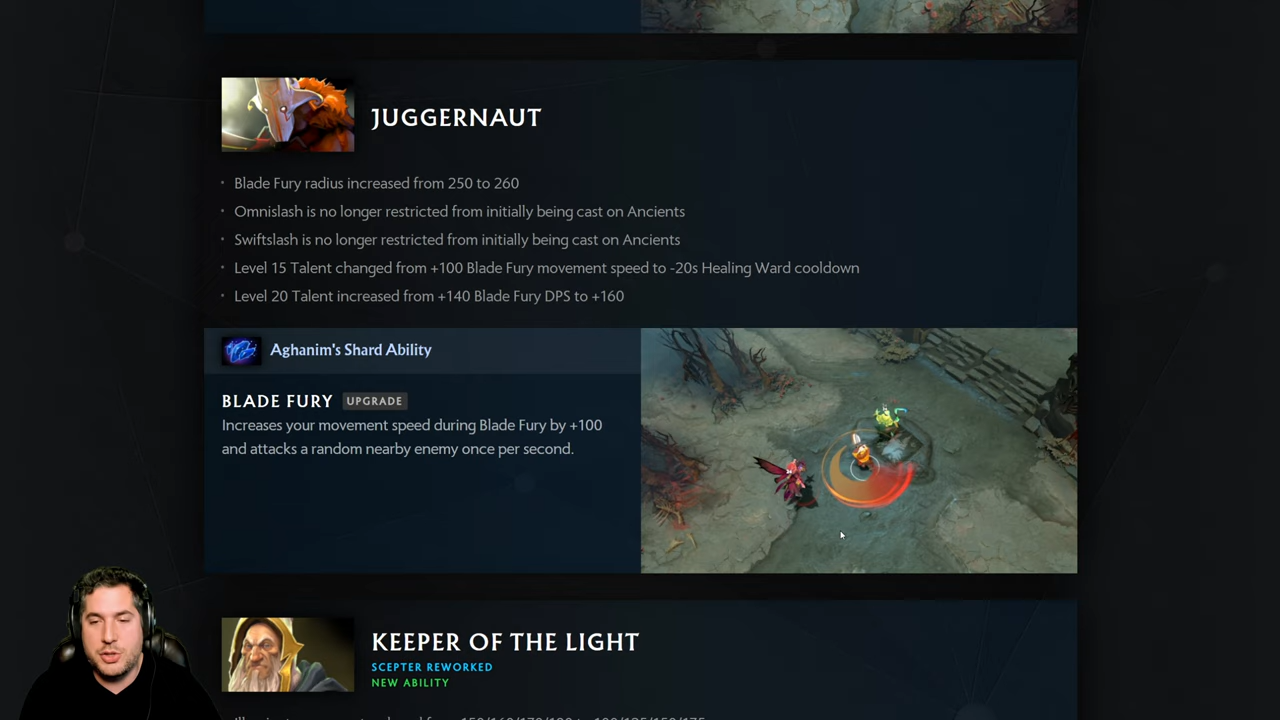 JUGGERNAUT
Blade Fury radius increased from 250 to 260
Omnislash is no longer restricted from initially being cast on Ancients
Swiftslash is no longer restricted from initially being cast on Ancients
Level 15 Talent changed from +100 Blade Fury movement speed to -20s Healing Ward cooldown
Level 20 Talent increased from +140 Blade Fury DPS to +160
Aghanim's Shard Ability
BLADE FURY UPGRADE
Increases your movement speed during Blade Fury by +100
and attacks a random nearby enemy once per second.
KEEPER OF THE LIGHT
SCEPTER REWORKED
NEW ABILITY